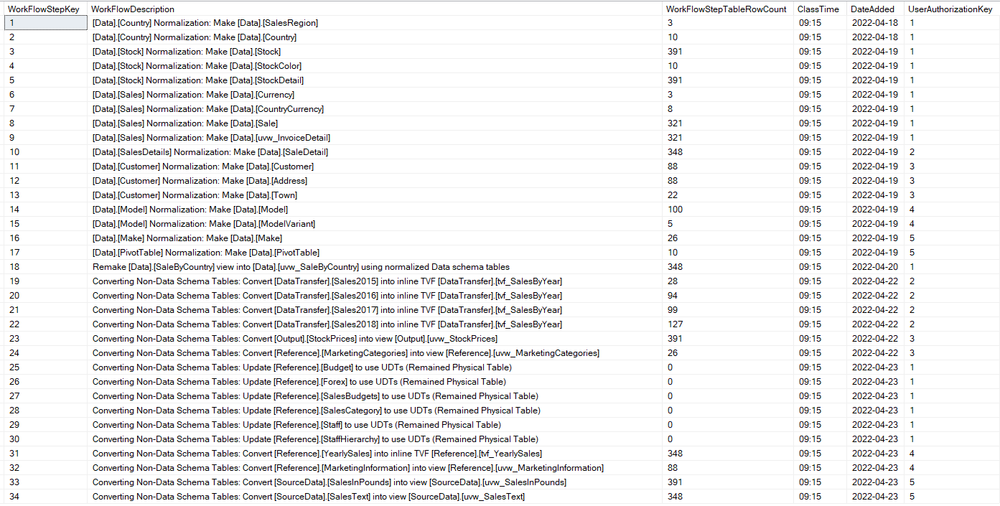 WorkFlowStepKey WorkFlowDescription WorkFlowStepTableRowCount ClassTime DateAdded UserAuthorizationKey
1 [Data].[Country] Normalization: Make [Data].[SalesRegion] 3 09:15 2022-04-18 1
2 [Data].[Country] Normalization: Make [Data].[Country] 10 09:15 2022-04-18 1
3 [Data].[Stock] Normalization: Make [Data].[Stock] 391 09:15 2022-04-19 1
4 [Data].[Stock] Normalization: Make [Data].[StockColor] 10 09:15 2022-04-19 1
5 [Data].[Stock] Normalization: Make [Data].[StockDetail] 391 09:15 2022-04-19 1
6 [Data].[Sales] Normalization: Make [Data].[Currency] 3 09:15 2022-04-19 1
7 [Data].[Sales] Normalization: Make [Data].[CountryCurrency] 8 09:15 2022-04-19 1
8 [Data].[Sales] Normalization: Make [Data].[Sale] 321 09:15 2022-04-19 1
9 [Data].[Sales] Normalization: Make [Data].[uvw_InvoiceDetail] 321 09:15 2022-04-19 1
10 [Data].[SalesDetails] Normalization: Make [Data].[SaleDetail] 348 09:15 2022-04-19 2
11 [Data].[Customer] Normalization: Make [Data].[Customer] 88 09:15 2022-04-19 3
12 [Data].[Customer] Normalization: Make [Data].[Address] 88 09:15 2022-04-19 3
13 [Data].[Customer] Normalization: Make [Data].[Town] 22 09:15 2022-04-19 3
14 [Data].[Model] Normalization: Make [Data].[Model] 100 09:15 2022-04-19 4
15 [Data].[Model] Normalization: Make [Data].[ModelVariant] 5 09:15 2022-04-19 4
16 [Data].[Make] Normalization: Make [Data].[Make] 26 09:15 2022-04-19 5
17 [Data].[PivotTable] Normalization: Make [Data].[PivotTable] 10 09:15 2022-04-19 5
18 Remake [Data].[SaleByCountry] view into [Data].[uvw_SaleByCountry] using normalized Data schema tables 348 09:15 2022-04-20 1
19 Converting Non-Data Schema Tables: Convert [DataTransfer].[Sales2015] into inline TVF [DataTransfer].[tvf_SalesByYear] 28 09:15 2022-04-22 2
20 Converting Non-Data Schema Tables: Convert [DataTransfer].[Sales2016] into inline TVF [DataTransfer].[tvf_SalesByYear] 94 09:15 2022-04-22 2
21 Converting Non-Data Schema Tables: Convert [DataTransfer].[Sales2017] into inline TVF [DataTransfer].[tvf_SalesByYear] 99 09:15 2022-04-22 2
22 Converting Non-Data Schema Tables: Convert [DataTransfer].[Sales2018] into inline TVF [DataTransfer].[tvf_SalesByYear] 127 09:15 2022-04-22 2
23 Converting Non-Data Schema Tables: Convert [Output].[StockPrices] into view [Output].[uvw_StockPrices] 391 09:15 2022-04-22 3
24 Converting Non-Data Schema Tables: Convert [Reference].[MarketingCategories] into view [Reference].[uvw_MarketingCategories] 26 09:15 2022-04-22 3
25 Converting Non-Data Schema Tables: Update [Reference].[Budget] to use UDTs (Remained Physical Table) 0 09:15 2022-04-23 1
26 Converting Non-Data Schema Tables: Update [Reference].[Forex] to use UDTs (Remained Physical Table) 0 09:15 2022-04-23 1
27 Converting Non-Data Schema Tables: Update [Reference].[SalesBudgets] to use UDTs (Remained Physical Table) 0 09:15 2022-04-23 1
28 Converting Non-Data Schema Tables: Update [Reference].[SalesCategory] to use UDTs (Remained Physical Table) 0 09:15 2022-04-23 1
29 Converting Non-Data Schema Tables: Update [Reference].[Staff] to use UDTs (Remained Physical Table) 0 09:15 2022-04-23 1
30 Converting Non-Data Schema Tables: Update [Reference].[StaffHierarchy] to use UDTs (Remained Physical Table) 0 09:15 2022-04-23 1
31 Converting Non-Data Schema Tables: Convert [Reference].[YearlySales] into inline TVF [Reference].[tvf_YearlySales] 348 09:15 2022-04-23 4
32 Converting Non-Data Schema Tables: Convert [Reference].[MarketingInformation] into view [Reference].[uvw_MarketingInformation] 88 09:15 2022-04-23 4
33 Converting Non-Data Schema Tables: Convert [SourceData].[SalesInPounds] into view [SourceData].[uvw_SalesInPounds] 391 09:15 2022-04-23 5
34 Converting Non-Data Schema Tables: Convert [SourceData].[SalesText] into view [SourceData].[uvw_SalesText] 348 09:15 2022-04-23 5